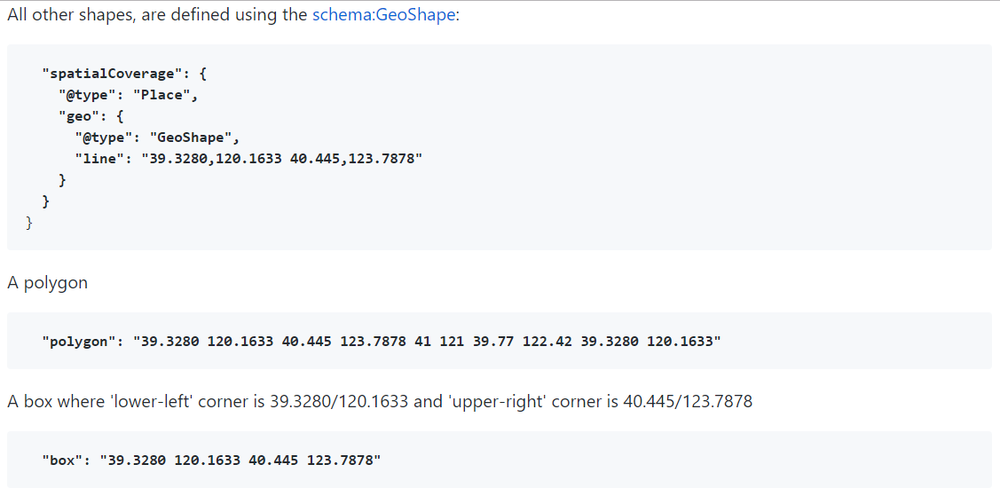 All other shapes, are defined using the schema:GeoShape:
"spatialCoverage": {
"@type": "Place",
"geo": {
"@type": "GeoShape",
"line": "39.3280,120.1633 40.445,123.7878"
}
}
}
A polygon
"polygon": "39.3280 120.1633 40.445 123.7878 41 121 39.77 122.42 39.3280 120.1633"
A box where 'lower-left' corner is 39.3280/120.1633 and 'upper-right' corner is 40.445/123.7878
"box": "39.3280 120.1633 40.445 123.7878"